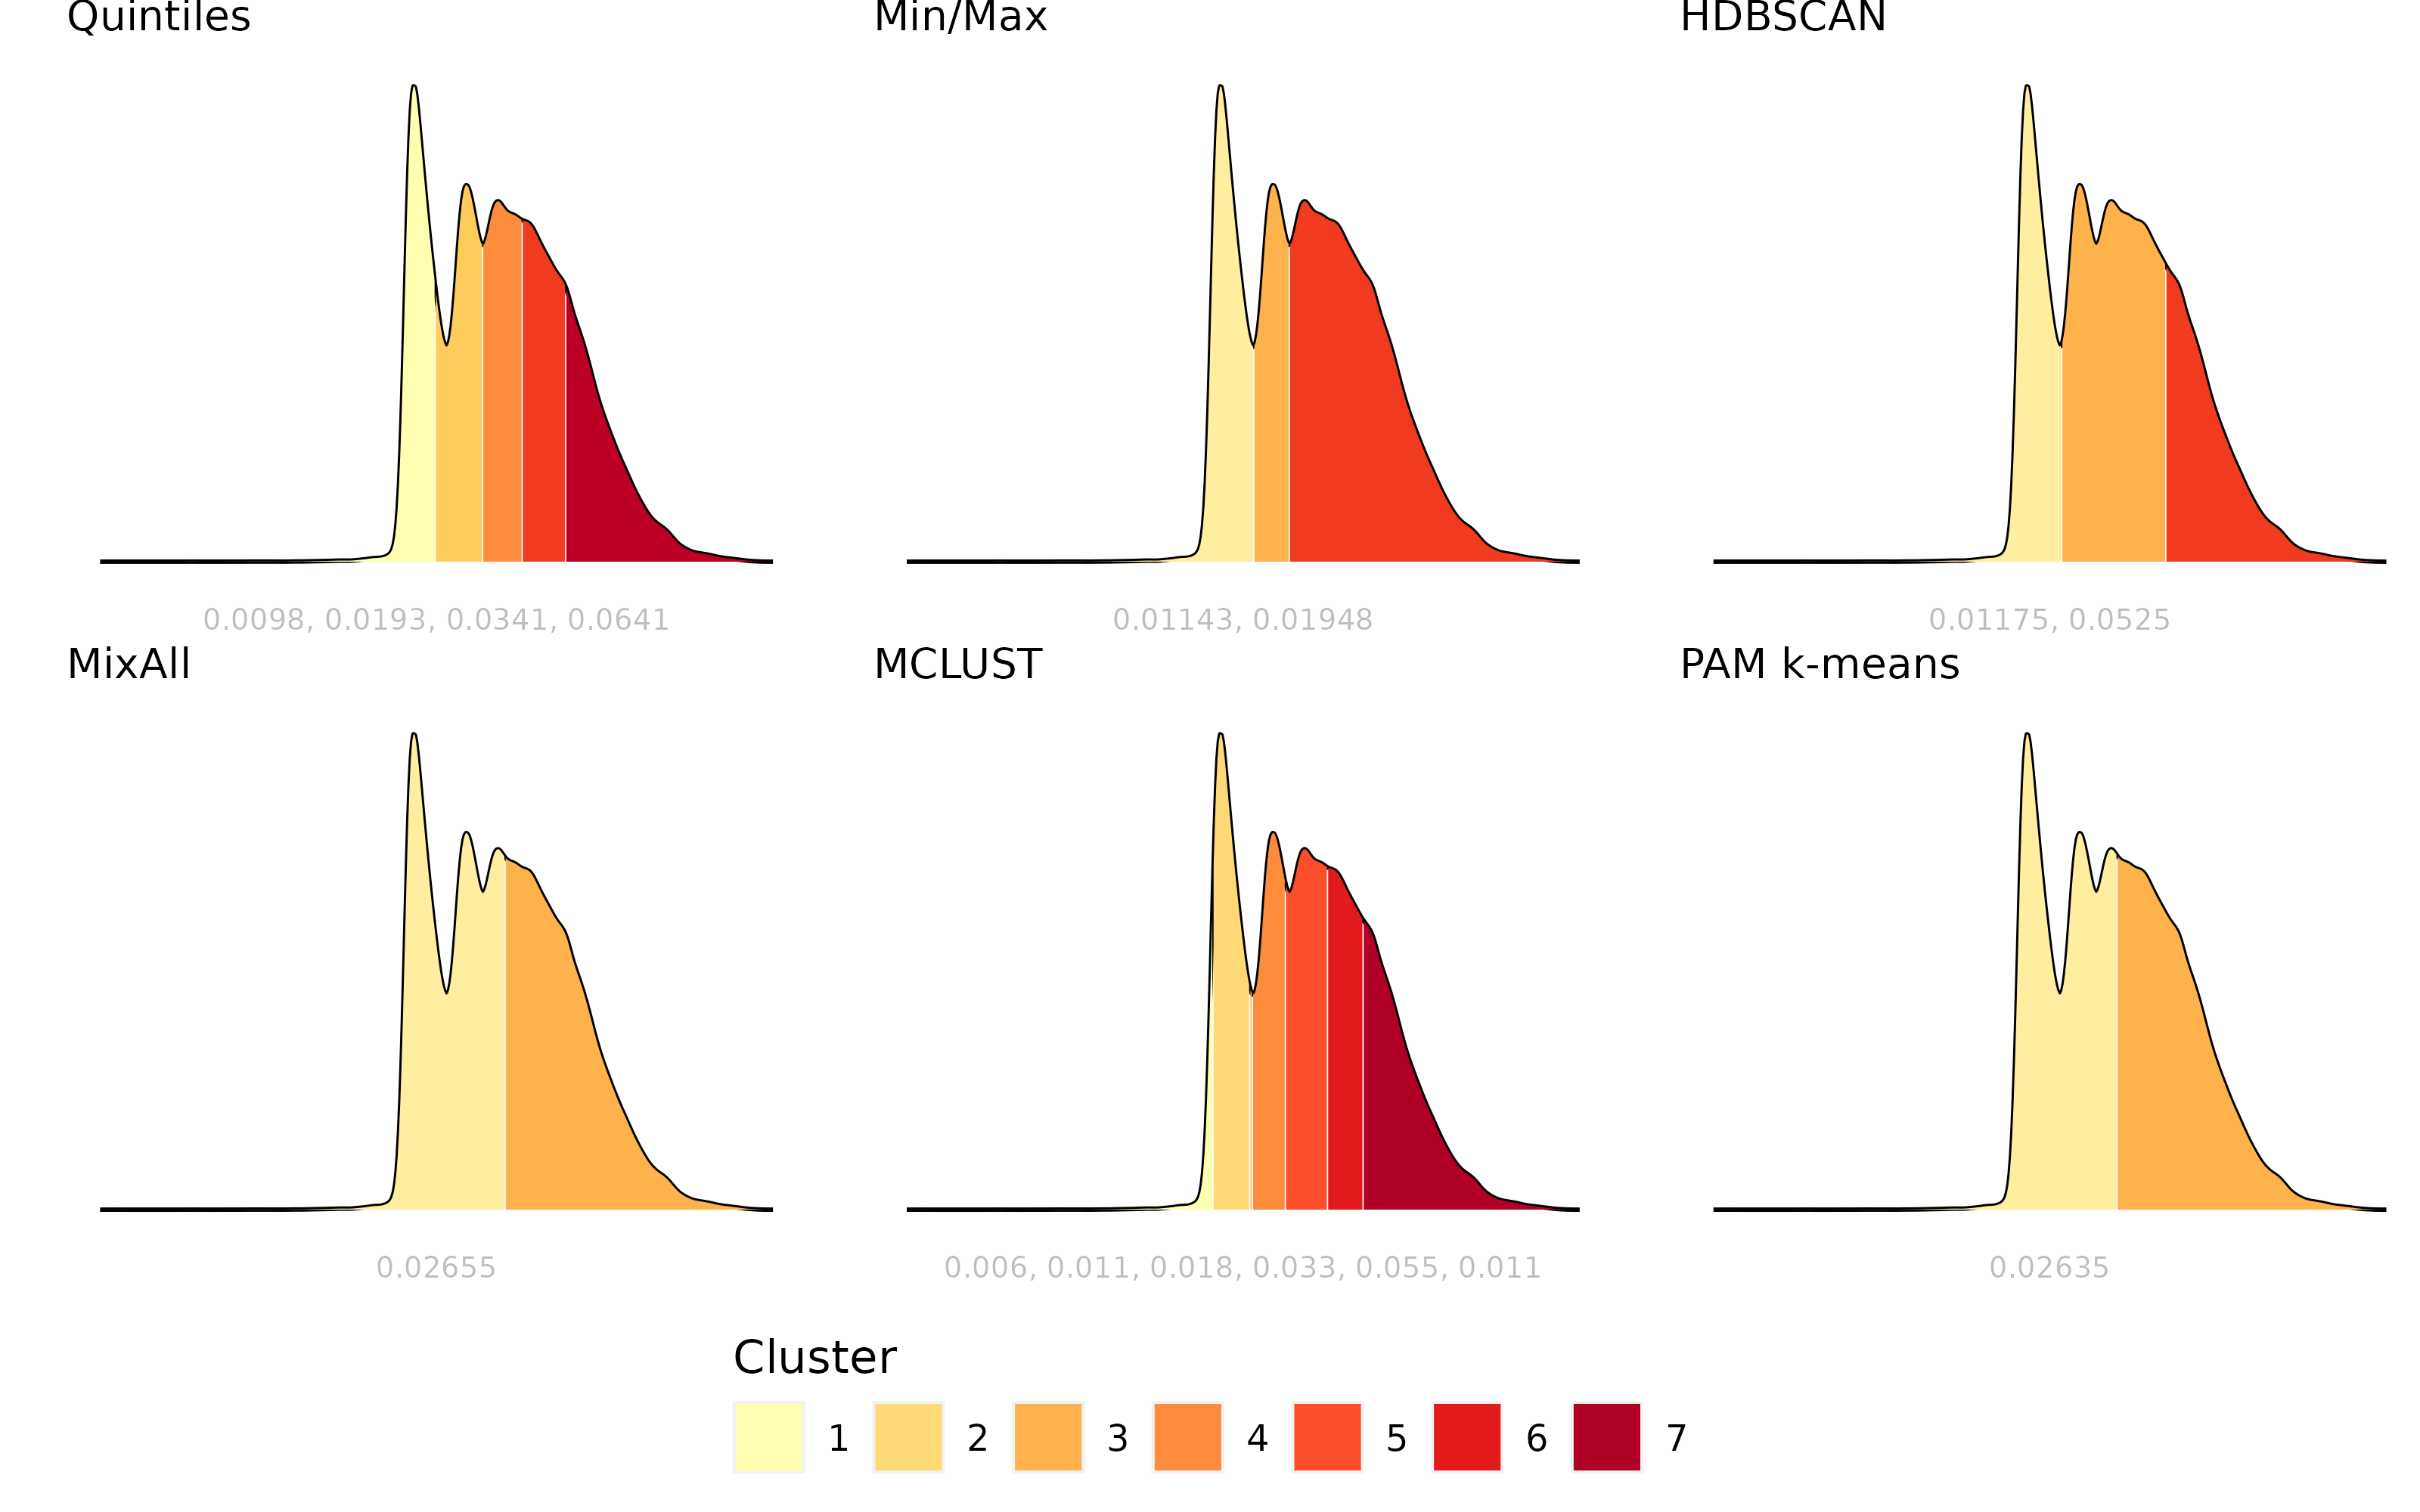 Quintiles
Min/Max
HDBSCAN
0.0098, 0.0193, 0.0341, 0.0641
0.01143, 0.01948
0.01175, 0.0525
MixAll
MCLUST
PAM k-means
0.02655
0.006, 0.011, 0.018, 0.033, 0.055, 0.011
0.02635
Cluster
1 2 3 4 5 6 7